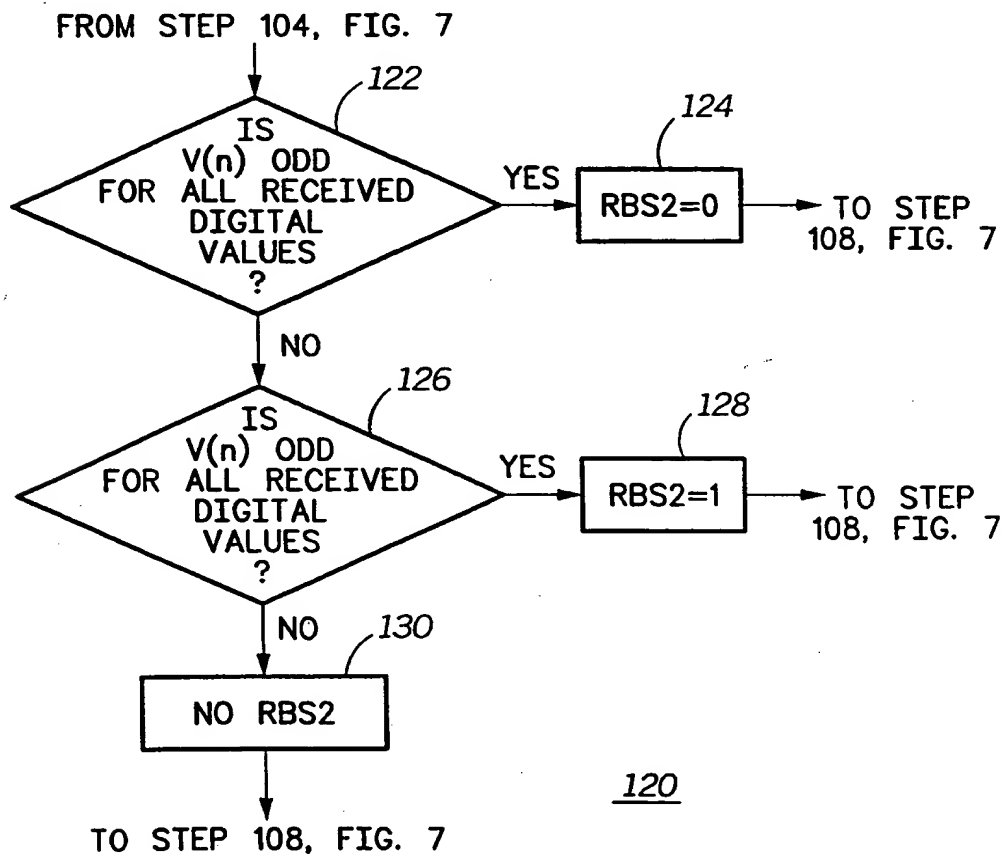 FROM STEP 104, FIG. 7
122
IS
V(n) ODD
FOR ALL RECEIVED
DIGITAL
VALUES
?
YES
124
RBS2=0
TO STEP
108, FIG. 7
NO
126
IS
V(n) ODD
FOR ALL RECEIVED
DIGITAL
VALUES
?
YES
128
RBS2=1
TO STEP
108, FIG. 7
NO
130
NO RBS2
120
TO STEP 108, FIG. 7